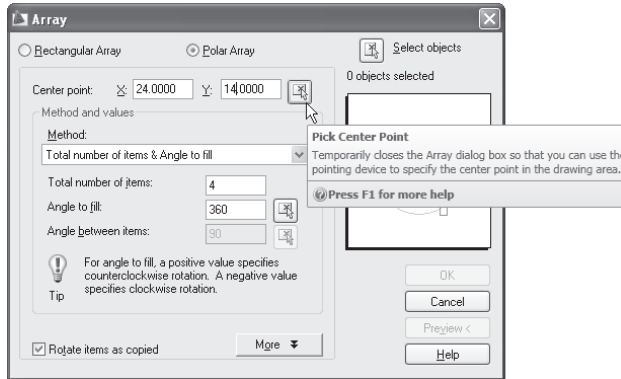 Array
Rectangular Array
Polar Array
Select objects
0 objects selected
Center point: X: 24.0000 Y: 14.0000
Method and values
Method:
Total number of items & Angle to fill
Total number of items: 4
Angle to fill: 360
Angle between items: 90
For angle to fill, a positive value specifies
counterclockwise rotation. A negative value
specifies clockwise rotation.
Tip
Rotate items as copied
More
Pick Center Point
Temporarily closes the Array dialog box so that you can use the
pointing device to specify the center point in the drawing area.
Press F1 for more help
OK
Cancel
Preview <
Help